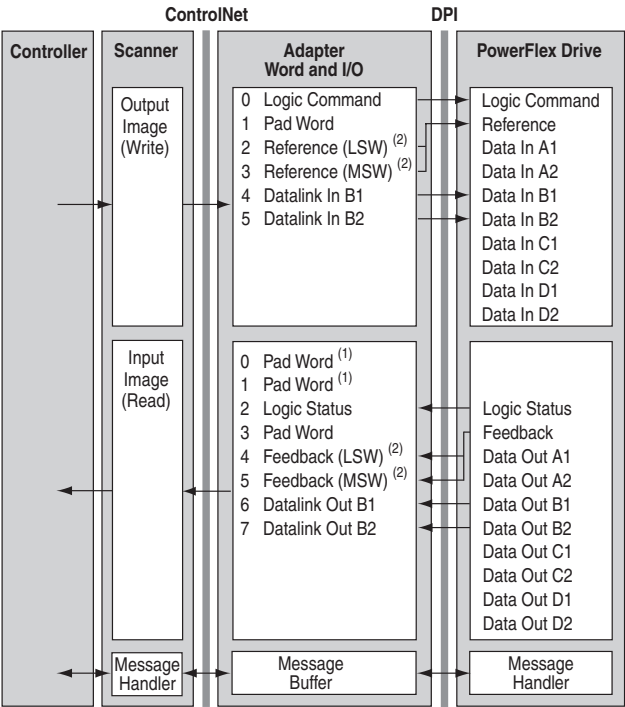 ControlNet DPI
Controller
Scanner
Adapter
Word and I/O
PowerFlex Drive
Output
Image
(Write)
0 Logic Command
1 Pad Word
2 Reference (LSW) (2)
3 Reference (MSW) (2)
4 Datalink In B1
5 Datalink In B2
Logic Command
Reference
Data In A1
Data In A2
Data In B1
Data In B2
Data In C1
Data In C2
Data In D1
Data In D2
Input
Image
(Read)
0 Pad Word (1)
1 Pad Word (1)
2 Logic Status
3 Pad Word
4 Feedback (LSW) (2)
5 Feedback (MSW) (2)
6 Datalink Out B1
7 Datalink Out B2
Logic Status
Feedback
Data Out A1
Data Out A2
Data Out B1
Data Out B2
Data Out C1
Data Out C2
Data Out D1
Data Out D2
Message
Handler
Message
Buffer
Message
Handler